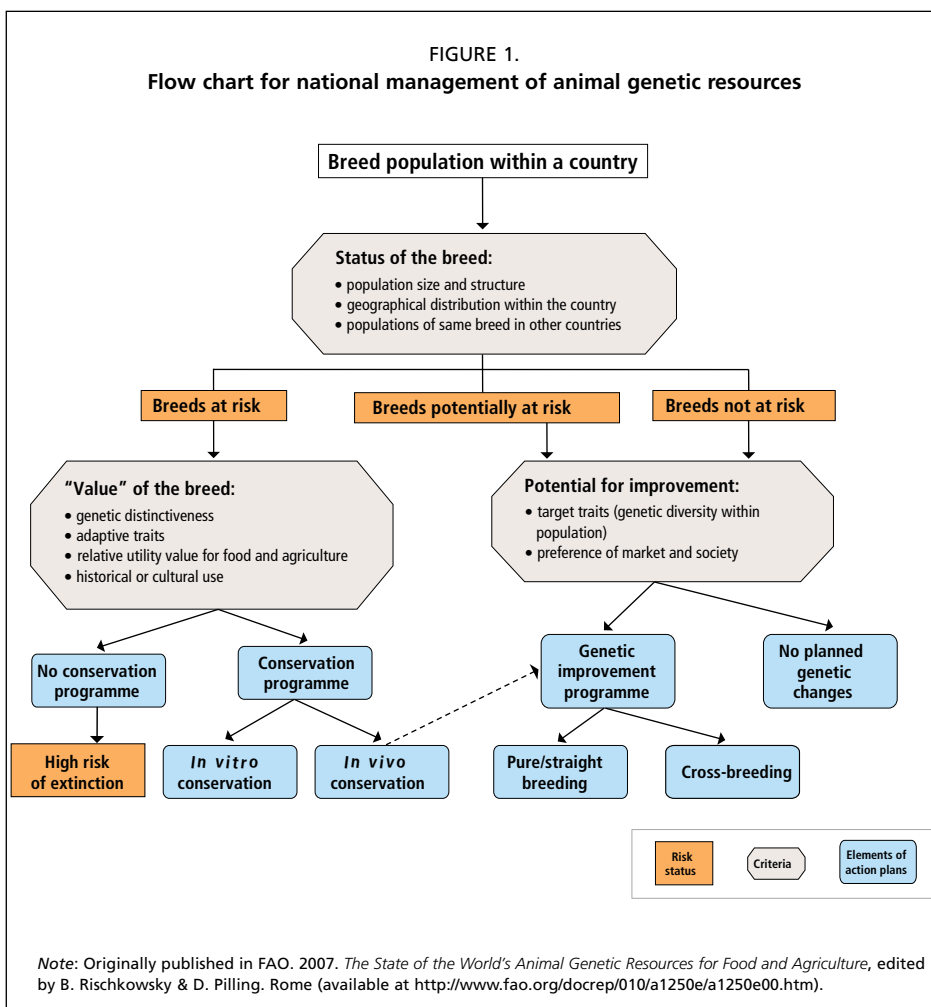 FIGURE 1.
Flow chart for national management of animal genetic resources
Breed population within a country
Status of the breed:
• population size and structure
• geographical distribution within the country
• populations of same breed in other countries
Breeds at risk
Breeds potentially at risk
Breeds not at risk
"Value" of the breed:
• genetic distinctiveness
• adaptive traits
• relative utility value for food and agriculture
• historical or cultural use
Potential for improvement:
• target traits (genetic diversity within
population)
• preference of market and society
No conservation
programme
Conservation
programme
Genetic
improvement
programme
No planned
genetic
changes
High risk
of extinction
In vitro
conservation
In vivo
conservation
Pure/straight
breeding
Cross-breeding
Risk
status
Criteria
Elements of
action plans
Note: Originally published in FAO. 2007. The State of the World's Animal Genetic Resources for Food and Agriculture, edited
by B. Rischkowsky & D. Pilling. Rome (available at http://www.fao.org/docrep/010/a1250e/a1250e00.htm).